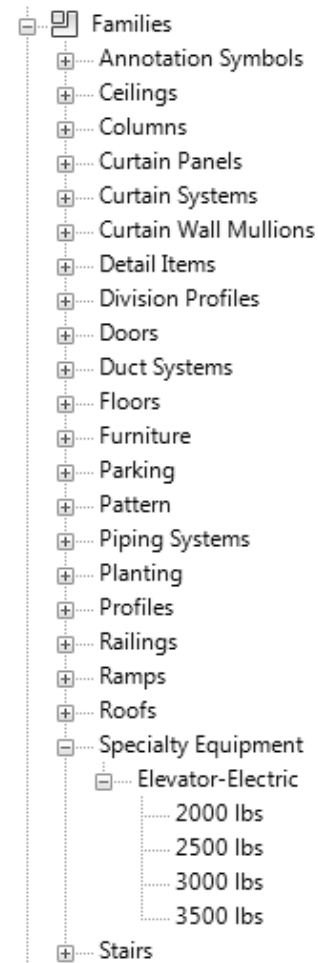 Families
Annotation Symbols
Ceilings
Columns
Curtain Panels
Curtain Systems
Curtain Wall Mullions
Detail Items
Division Profiles
Doors
Duct Systems
Floors
Furniture
Parking
Pattern
Piping Systems
Planting
Profiles
Railings
Ramps
Roofs
Specialty Equipment
Elevator-Electric
2000 lbs
2500 lbs
3000 lbs
3500 lbs
Stairs